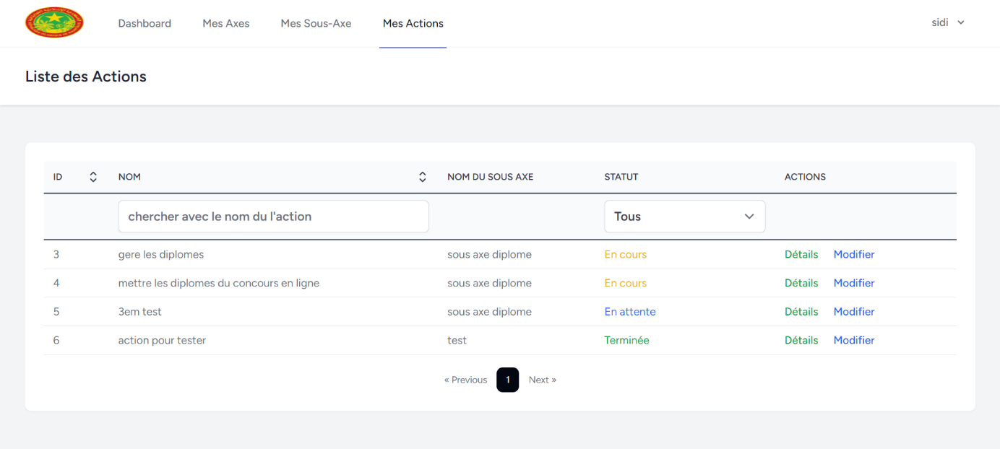 Dashboard Mes Axes Mes Sous-Axe Mes Actions sidi
Liste des Actions
ID NOM NOM DU SOUS AXE STATUT ACTIONS
chercher avec le nom du l'action Tous
3 gere les diplomes sous axe diplome En cours Détails Modifier
4 mettre les diplomes du concours en ligne sous axe diplome En cours Détails Modifier
5 3em test sous axe diplome En attente Détails Modifier
6 action pour tester test Terminée Détails Modifier
« Previous 1 Next »